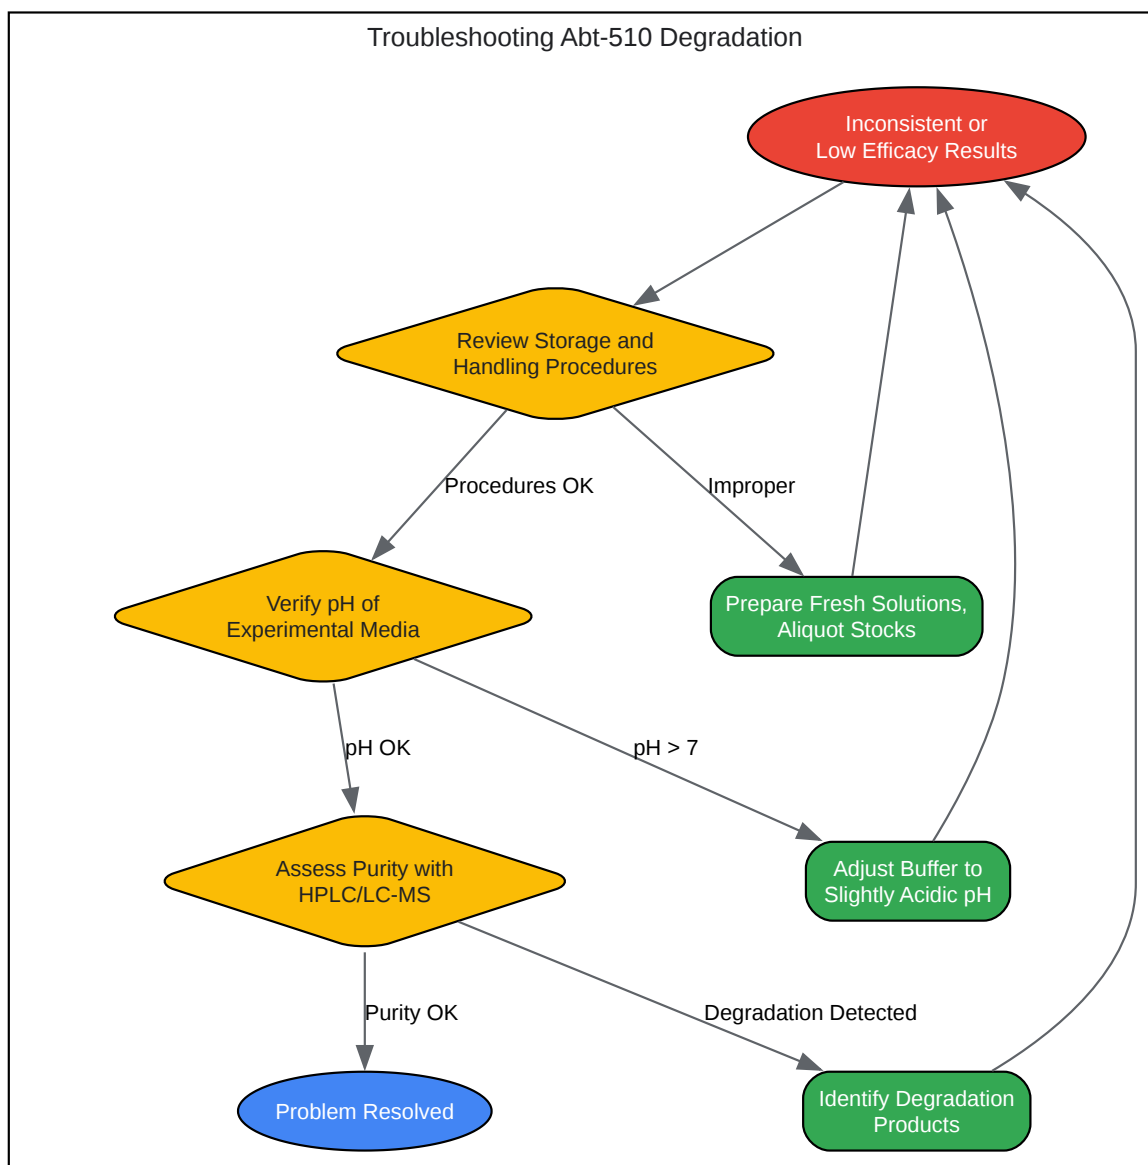 Troubleshooting Abt-510 Degradation
Inconsistent or
Low Efficacy Results
Review Storage and
Handling Procedures
Procedures OK
Improper
Verify pH of
Experimental Media
Prepare Fresh Solutions,
Aliquot Stocks
pH OK
pH > 7
Assess Purity with
HPLC/LC-MS
Adjust Buffer to
Slightly Acidic pH
Purity OK
Degradation Detected
Problem Resolved
Identify Degradation
Products